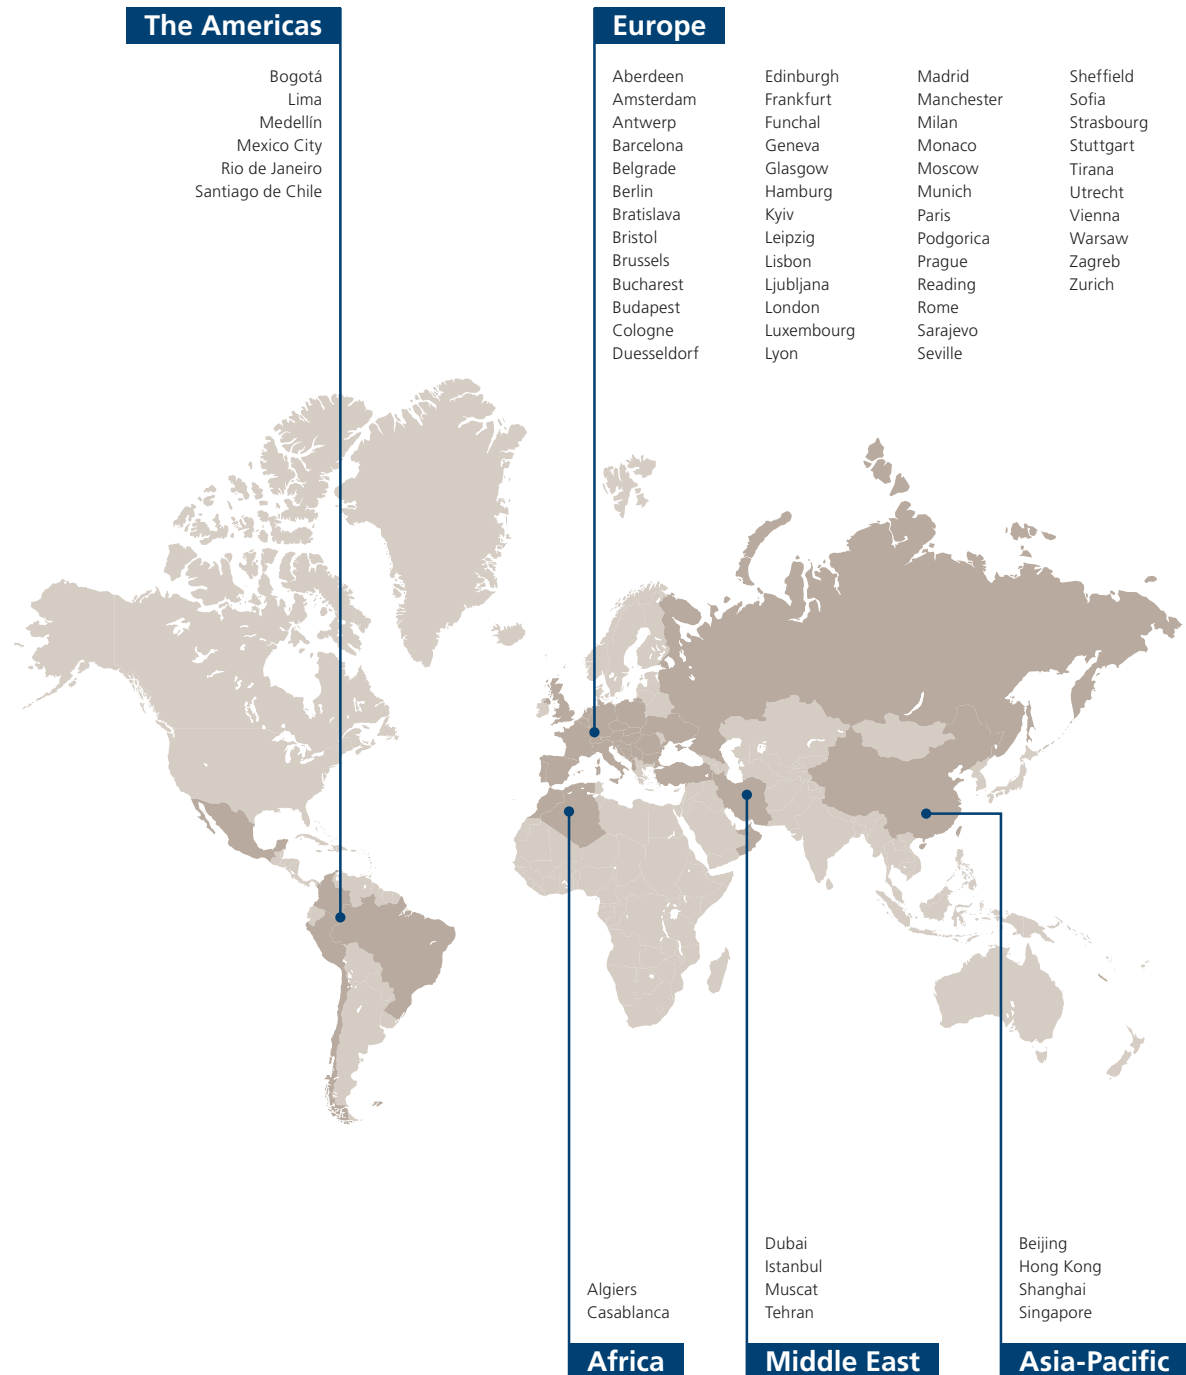 The Americas
Bogotá
Lima
Medellín
Mexico City
Rio de Janeiro
Santiago de Chile
Europe
Aberdeen
Amsterdam
Antwerp
Barcelona
Belgrade
Berlin
Bratislava
Bristol
Brussels
Bucharest
Budapest
Cologne
Duesseldorf
Edinburgh
Frankfurt
Funchal
Geneva
Glasgow
Hamburg
Kyiv
Leipzig
Lisbon
Ljubljana
London
Luxembourg
Lyon
Madrid
Manchester
Milan
Monaco
Moscow
Munich
Paris
Podgorica
Prague
Reading
Rome
Sarajevo
Seville
Sheffield
Sofia
Strasbourg
Stuttgart
Tirana
Utrecht
Vienna
Warsaw
Zagreb
Zurich
Algiers
Casablanca
Africa
Dubai
Istanbul
Muscat
Tehran
Middle East
Beijing
Hong Kong
Shanghai
Singapore
Asia-Pacific